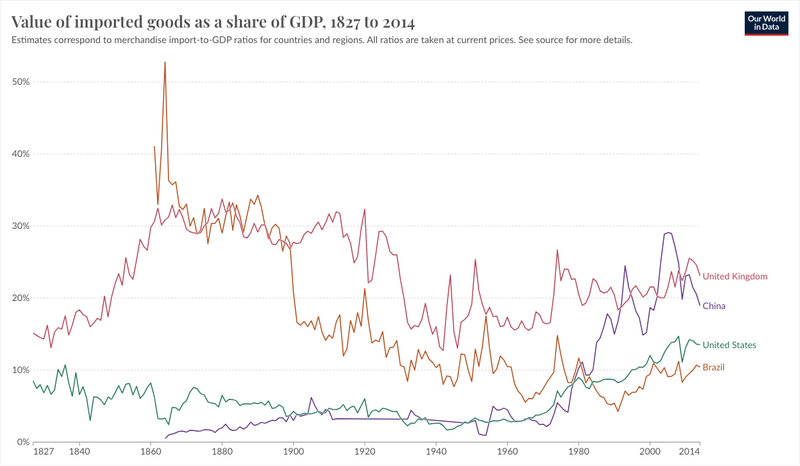 Value of imported goods as a share of GDP, 1827 to 2014
Estimates correspond to merchandise import-to-GDP ratios for countries and regions. All ratios are taken at current prices. See source for more details.
Our World
in Data
50%
40%
30%
20%
10%
0%
United Kingdom
China
United States
Brazil
1827
1840
1860
1880
1900
1920
1940
1960
1980
2000
2014